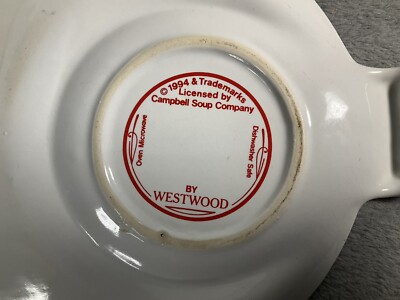 © 1994 & Trademarks
Licensed by
Campbell Soup Company
Oven Microwave
Dishwasher Safe
BY
WESTWOOD